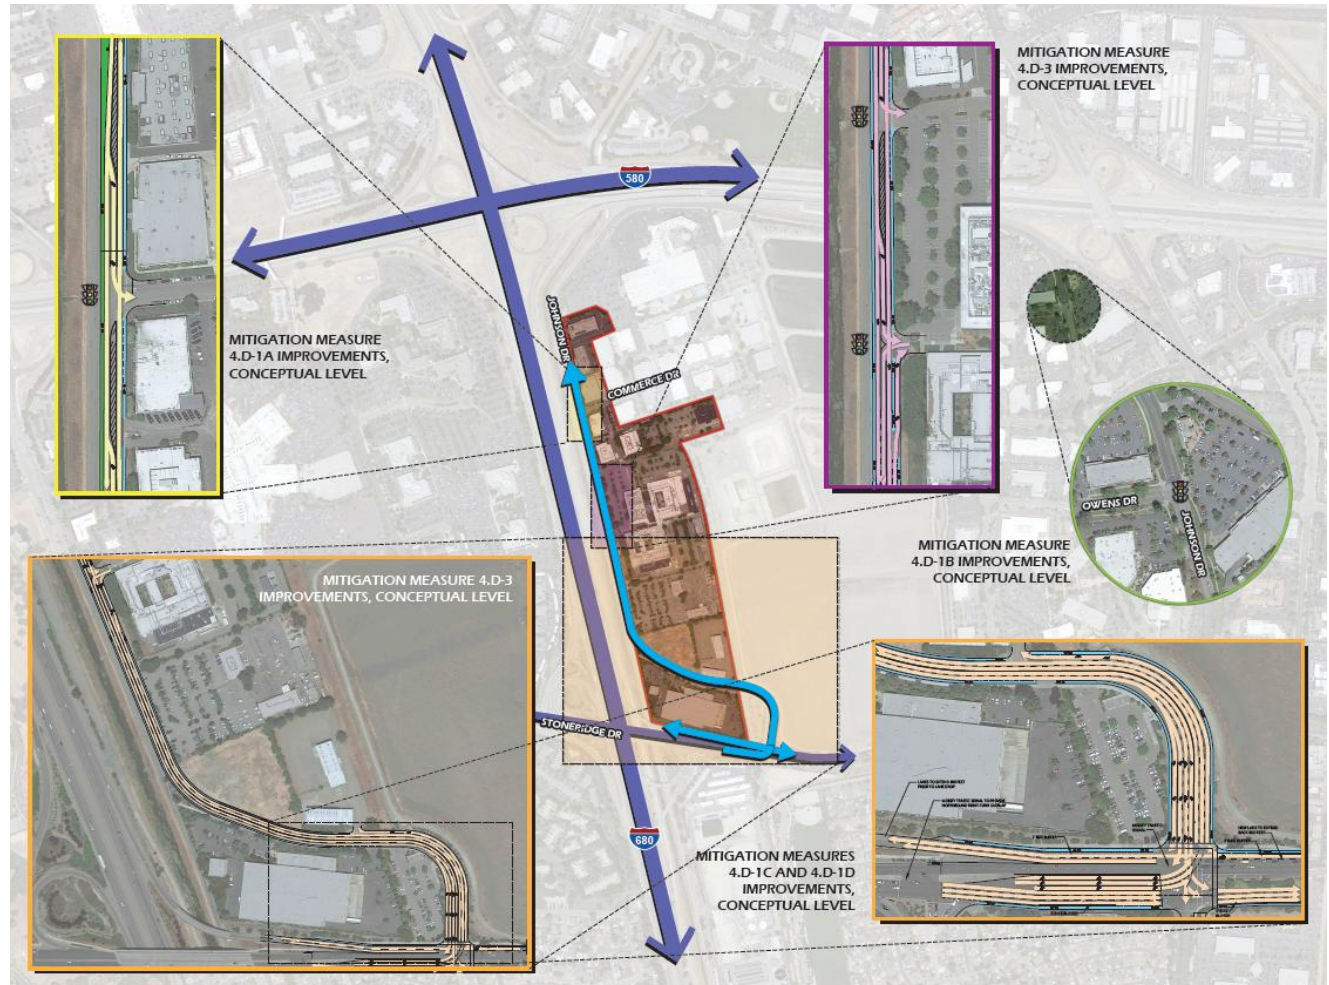 MITIGATION MEASURE
4.D-3 IMPROVEMENTS,
CONCEPTUAL LEVEL
580
MITIGATION MEASURE
4.D-1A IMPROVEMENTS,
CONCEPTUAL LEVEL
JOHNSON DR
COMMERCE DR
OWENS DR
JOHNSON DR
MITIGATION MEASURE
4.D-1B IMPROVEMENTS,
CONCEPTUAL LEVEL
MITIGATION MEASURE 4.D-3
IMPROVEMENTS, CONCEPTUAL LEVEL
STONERIDGE DR
680
MITIGATION MEASURES
4.D-1C AND 4.D-1D
IMPROVEMENTS,
CONCEPTUAL LEVEL